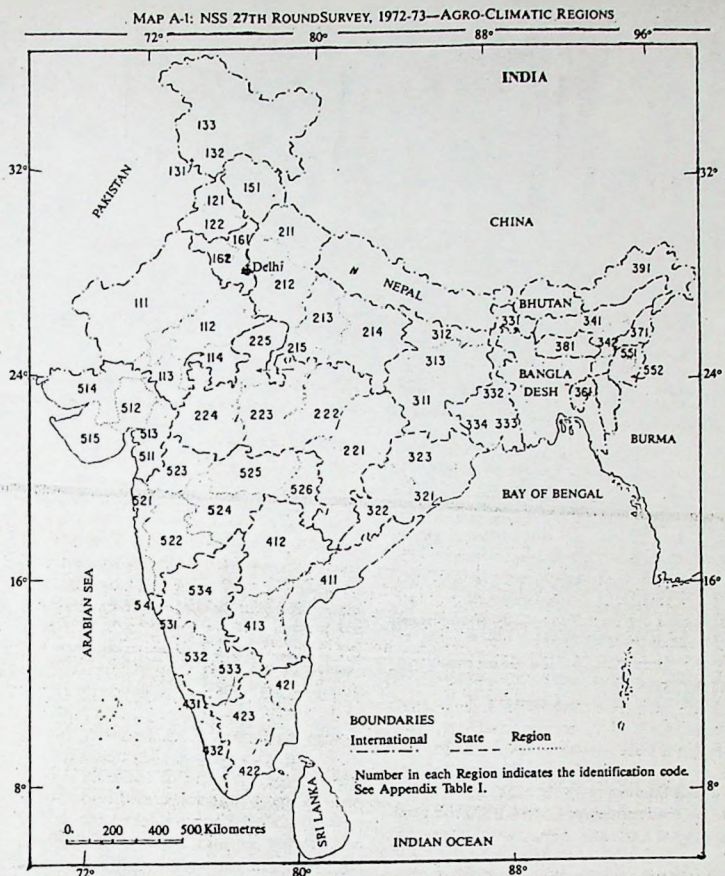 MAP A-1: NSS 27TH ROUNDSURVEY, 1972-73—AGRO-CLIMATIC REGIONS
72° 80° 88° 96°
INDIA
133
132
32° 131 32°
151
PAKISTAN
121
122
CHINA
211
161
162 Delhi
391
NEPAL
212
111
BHUTAN
213
331 341
112
214
312
371
225
381 342
215
551
114
313
552
113
BANGLA
DESH
24° 24°
514
361
512
224 223 222
311
332
515 513
334 333
BURMA
511
221
323
523 525
526
BAY OF BENGAL
521
321
524
322
522
412
16° 411 16°
534
ARABIAN SEA
541
531
413
532
533
421
431
423
BOUNDARIES
International State Region
432
422
Number in each Region indicates the identification code.
See Appendix Table I.
8° 8°
SRI LANKA
0. 200 400 500 Kilometres
INDIAN OCEAN
72° 80° 88°